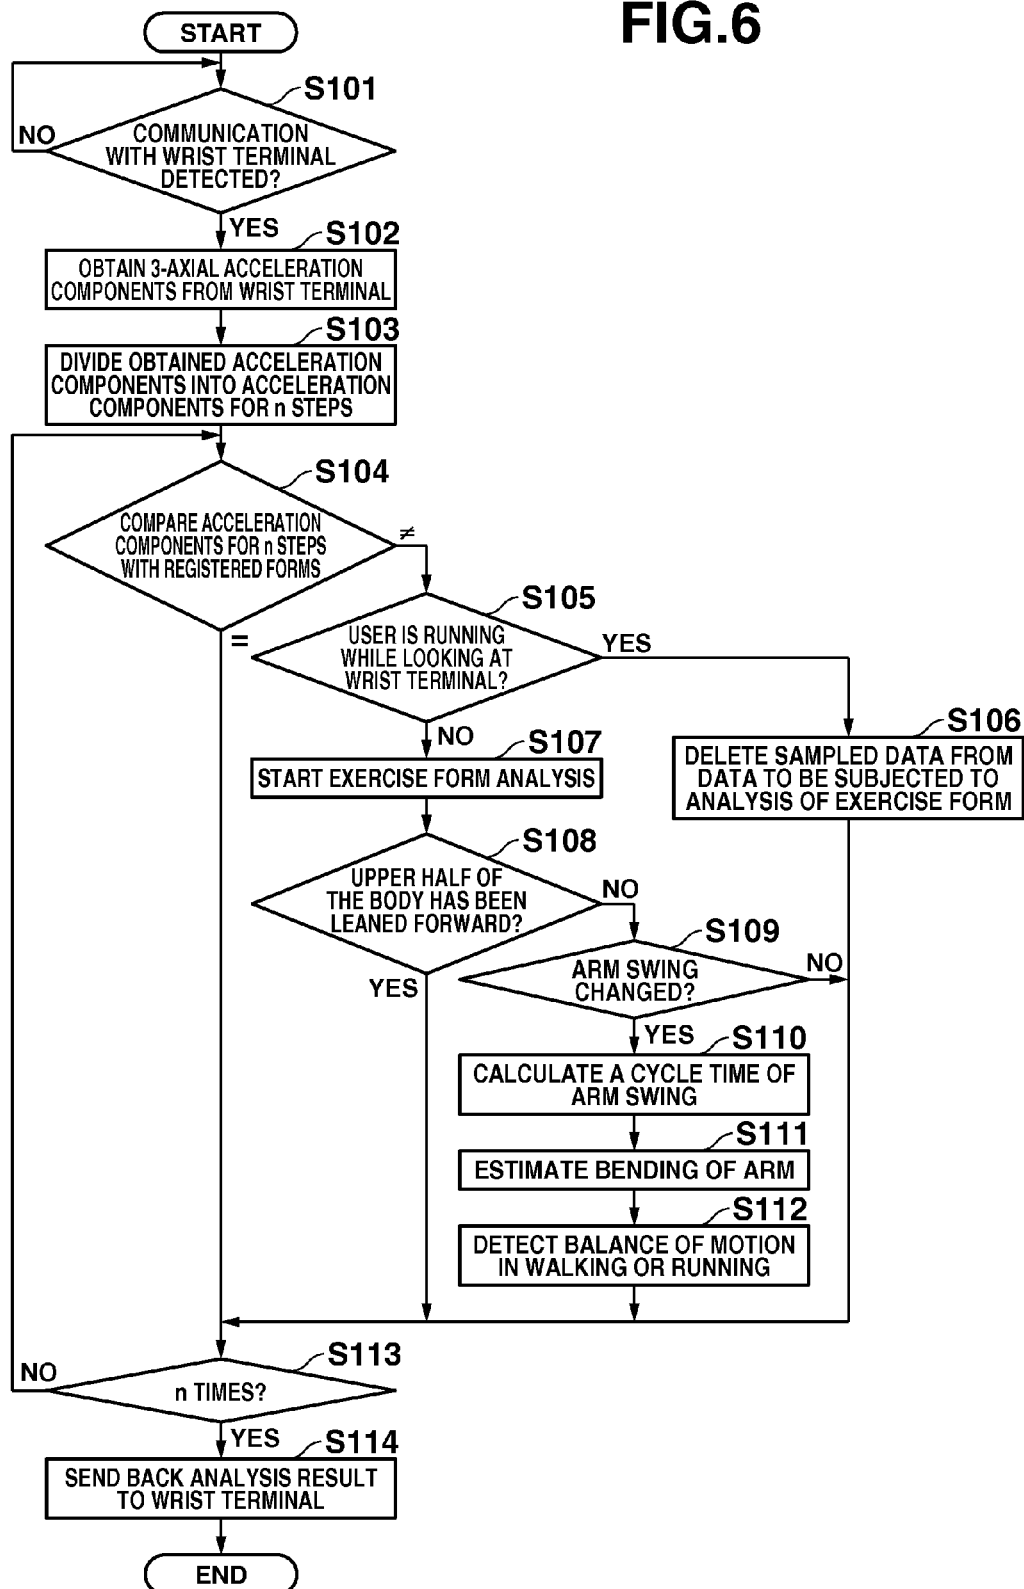 FIG.6
START
S101
NO
COMMUNICATION
WITH WRIST TERMINAL
DETECTED?
YES
S102
OBTAIN 3-AXIAL ACCELERATION
COMPONENTS FROM WRIST TERMINAL
S103
DIVIDE OBTAINED ACCELERATION
COMPONENTS INTO ACCELERATION
COMPONENTS FOR n STEPS
S104
COMPARE ACCELERATION
COMPONENTS FOR n STEPS
WITH REGISTERED FORMS
≠
=
S105
USER IS RUNNING
WHILE LOOKING AT
WRIST TERMINAL?
YES
NO
S106
DELETE SAMPLED DATA FROM
DATA TO BE SUBJECTED TO
ANALYSIS OF EXERCISE FORM
S107
START EXERCISE FORM ANALYSIS
S108
UPPER HALF OF
THE BODY HAS BEEN
LEANED FORWARD?
NO
YES
S109
ARM SWING
CHANGED?
NO
YES
S110
CALCULATE A CYCLE TIME OF
ARM SWING
S111
ESTIMATE BENDING OF ARM
S112
DETECT BALANCE OF MOTION
IN WALKING OR RUNNING
S113
NO
n TIMES?
YES
S114
SEND BACK ANALYSIS RESULT
TO WRIST TERMINAL
END